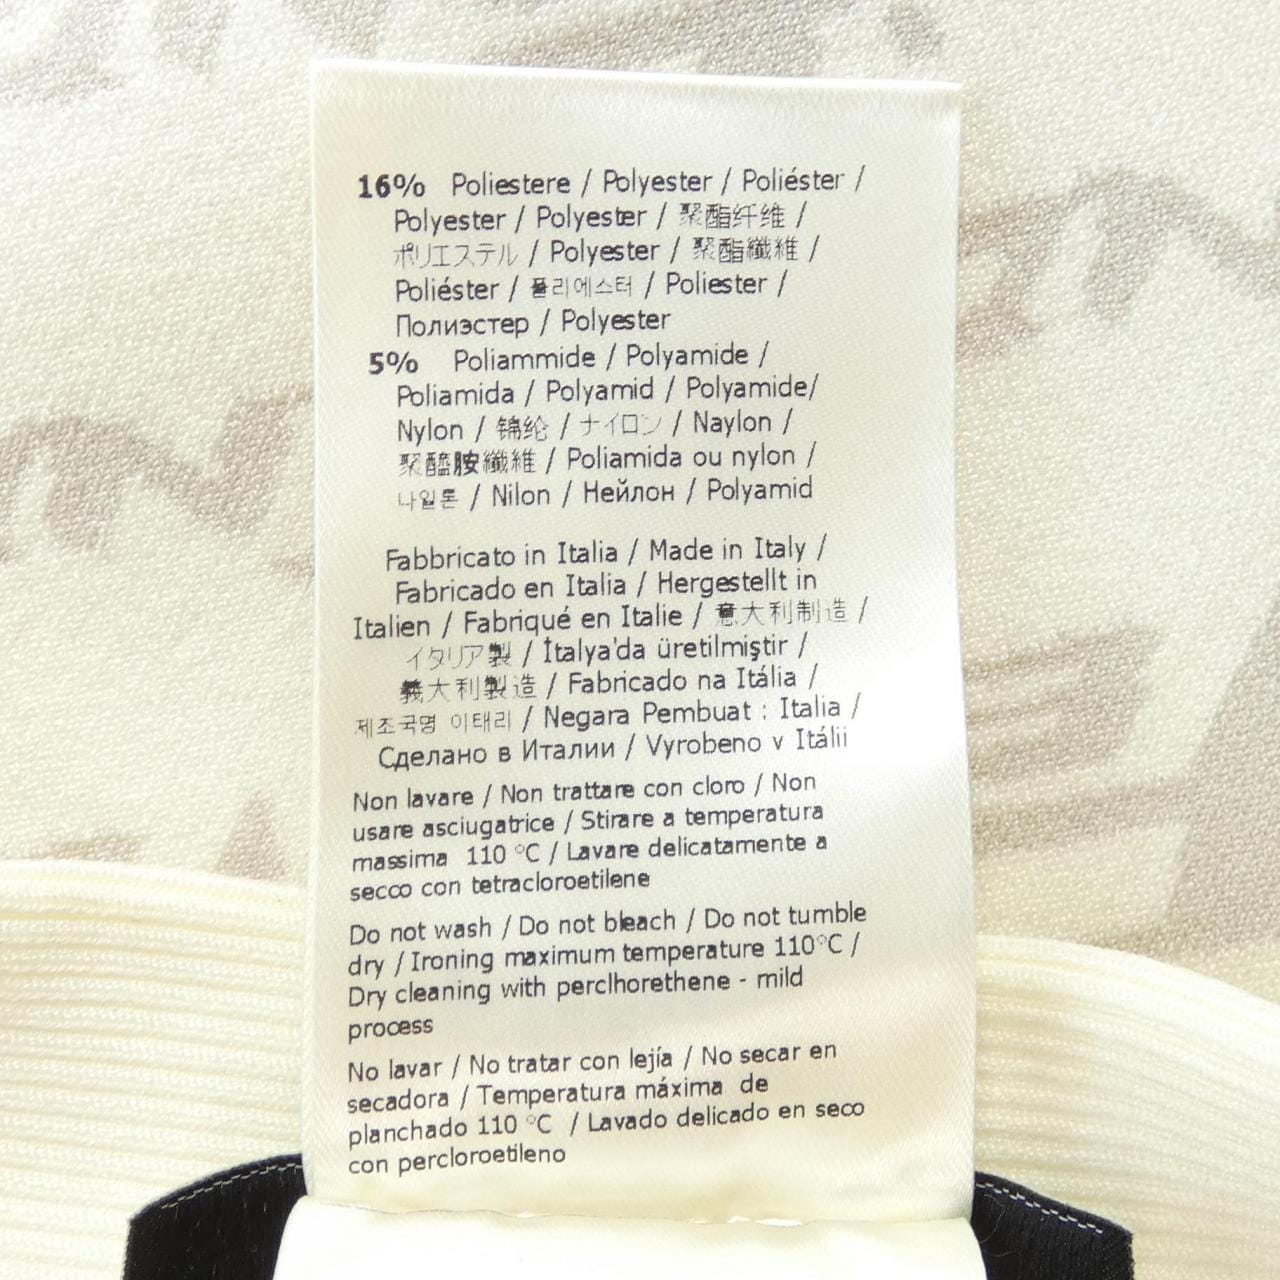 16% Poliestere / Polyester / Poliéster /
Polyester / Polyester / 聚酯纤维 /
ポリエステル / Polyester / 聚酯纖維 /
Poliéster / 폴리에스터 / Poliester /
Полиэстер / Polyester
5% Poliammide / Polyamide /
Poliamida / Polyamid / Polyamide/
Nylon / 锦纶 / ナイロン / Naylon /
聚醯胺纖維 / Poliamida ou nylon /
나일론 / Nilon / Нейлон / Polyamid
Fabbricato in Italia / Made in Italy /
Fabricado en Italia / Hergestellt in
Italien / Fabriqué en Italie / 意大利制造 /
イタリア製 / İtalya'da üretilmiştir /
義大利製造 / Fabricado na Itália /
제조국명 이태리 / Negara Pembuat : Italia /
Сделано в Италии / Vyrobeno v Itálii
Non lavare / Non trattare con cloro / Non
usare asciugatrice / Stirare a temperatura
massima 110 °C / Lavare delicatamente a
secco con tetracloroetilene
Do not wash / Do not bleach / Do not tumble
dry / Ironing maximum temperature 110°C /
Dry cleaning with perclhorethene - mild
process
No lavar / No tratar con lejía / No secar en
secadora / Temperatura máxima de
planchado 110 °C / Lavado delicado en seco
con percloroetileno